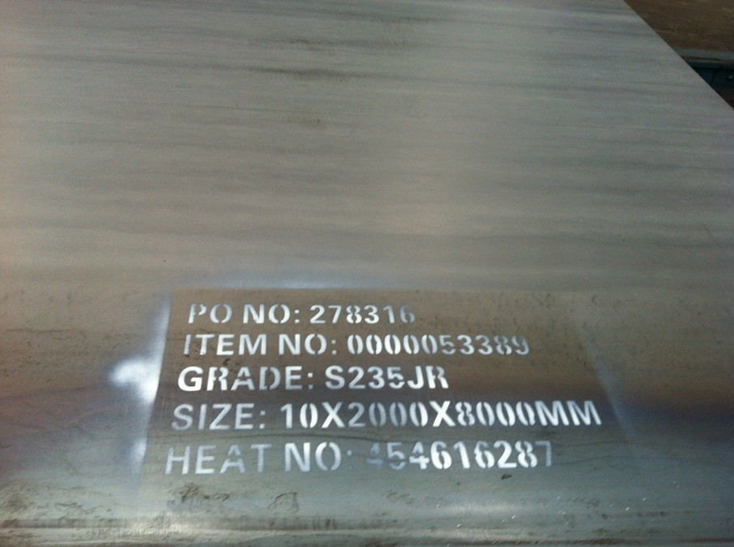 PO NO: 278316
ITEM NO: 0000053389
GRADE: S235JR
SIZE: 10X2000X8000MM
HEAT NO: 454616287